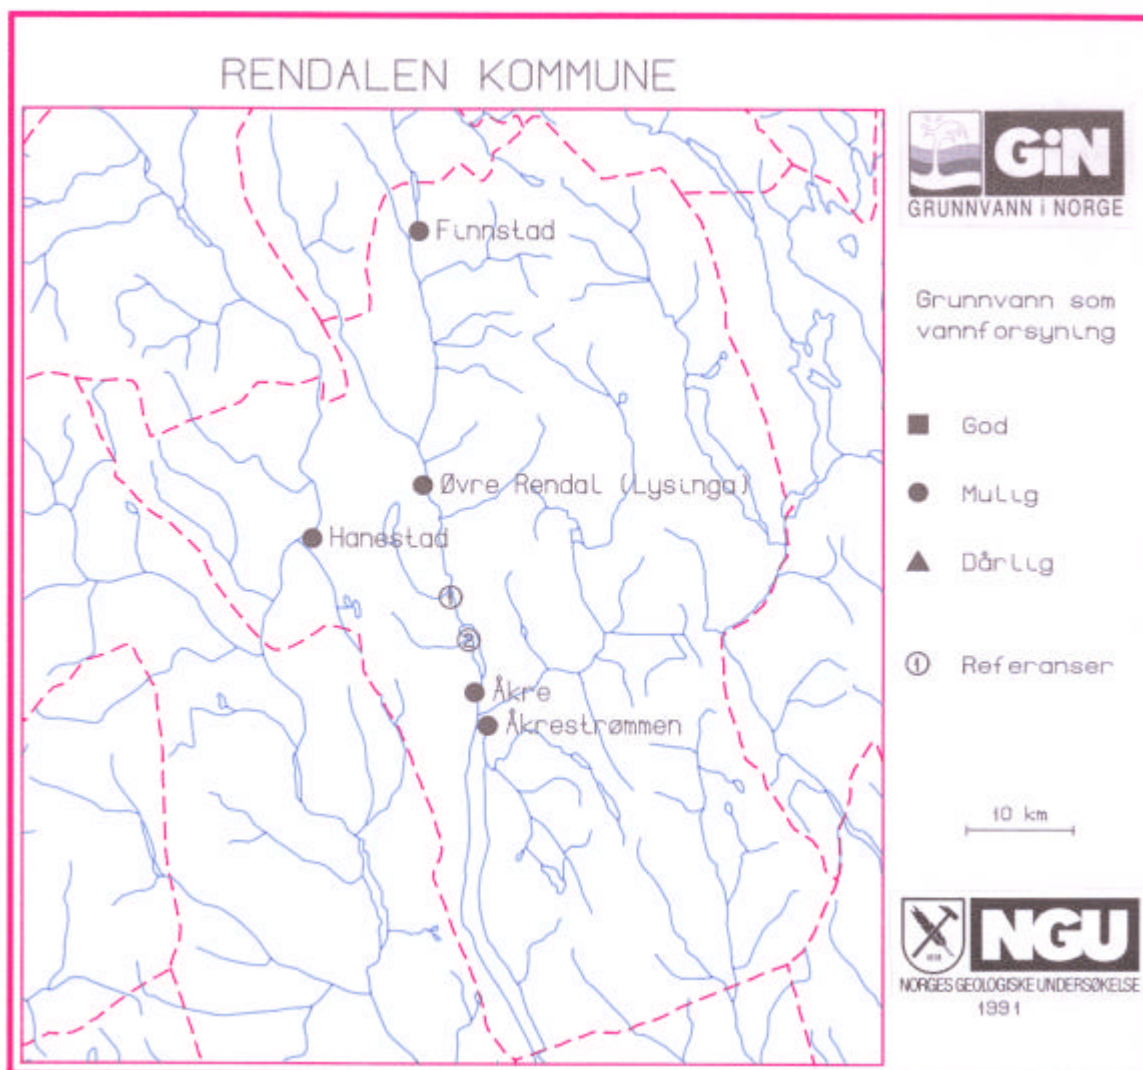 RENDALEN KOMMUNE
GiN
GRUNNVANN i NORGE
Finnstad
Grunnvann som
vannforsyning
God
Øvre Rendal (Lysinga)
Mulig
Hanestad
Dårlig
1
2
1 Referanser
Åkre
Åkrestrømmen
10 km
NGU
NORGES GEOLOGISKE UNDERSØKELSE
1991